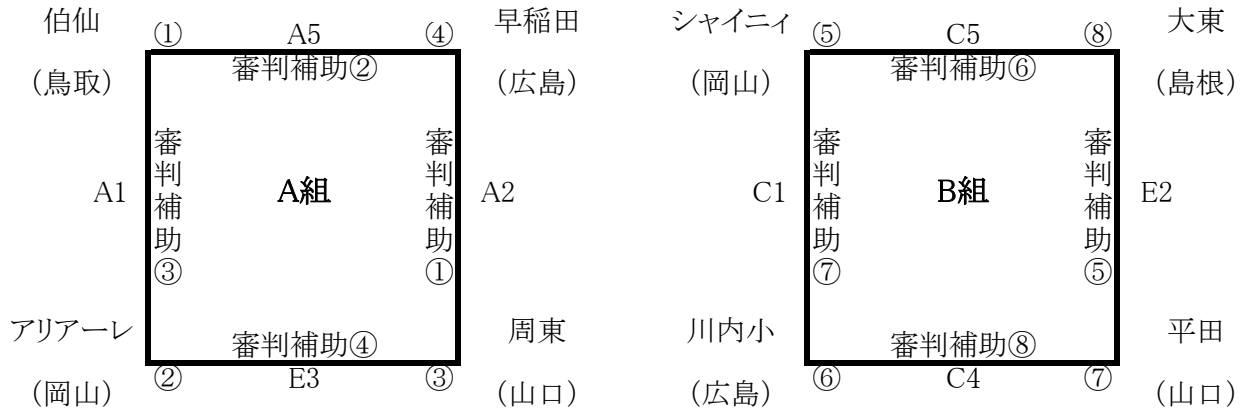 伯仙 ① A5 ④ 早稲田 シャイニィ ⑤ C5 ⑧ 大東
(鳥取) 審判補助② (広島) (岡山) 審判補助⑥ (島根)
A1 審判補助③ A組 審判補助① A2 C1 審判補助⑦ B組 審判補助⑤ E2
アリアーレ 審判補助④ 周東 川内小 審判補助⑧ 平田
(岡山) ② E3 ③ (山口) (広島) ⑥ C4 ⑦ (山口)